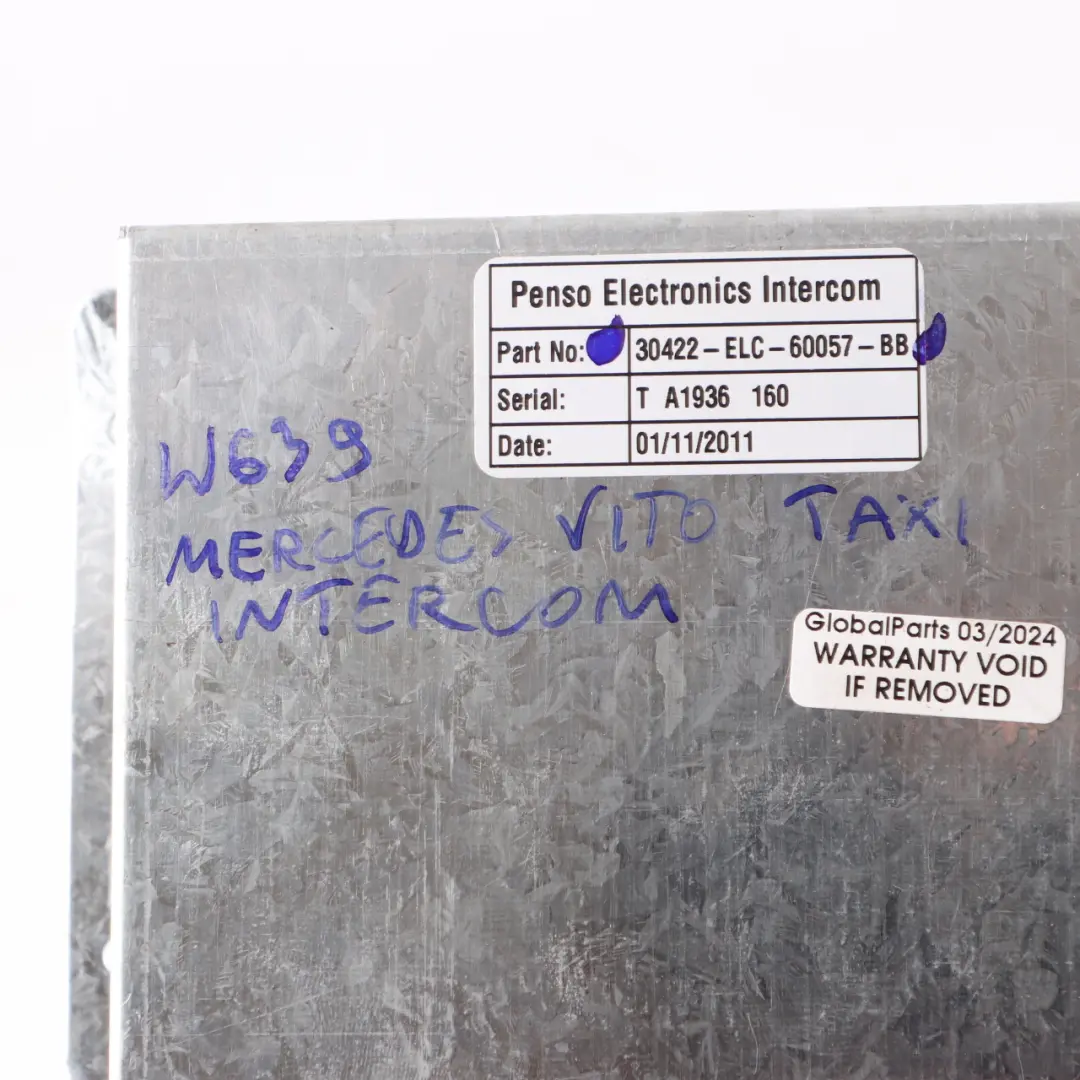 Penso Electronics Intercom
Part No: 30422-ELC-60057-BB
Serial: T A1936 160
Date: 01/11/2011
W639
MERCEDES VITO TAXI
INTERCOM
GlobalParts 03/2024
WARRANTY VOID
IF REMOVED